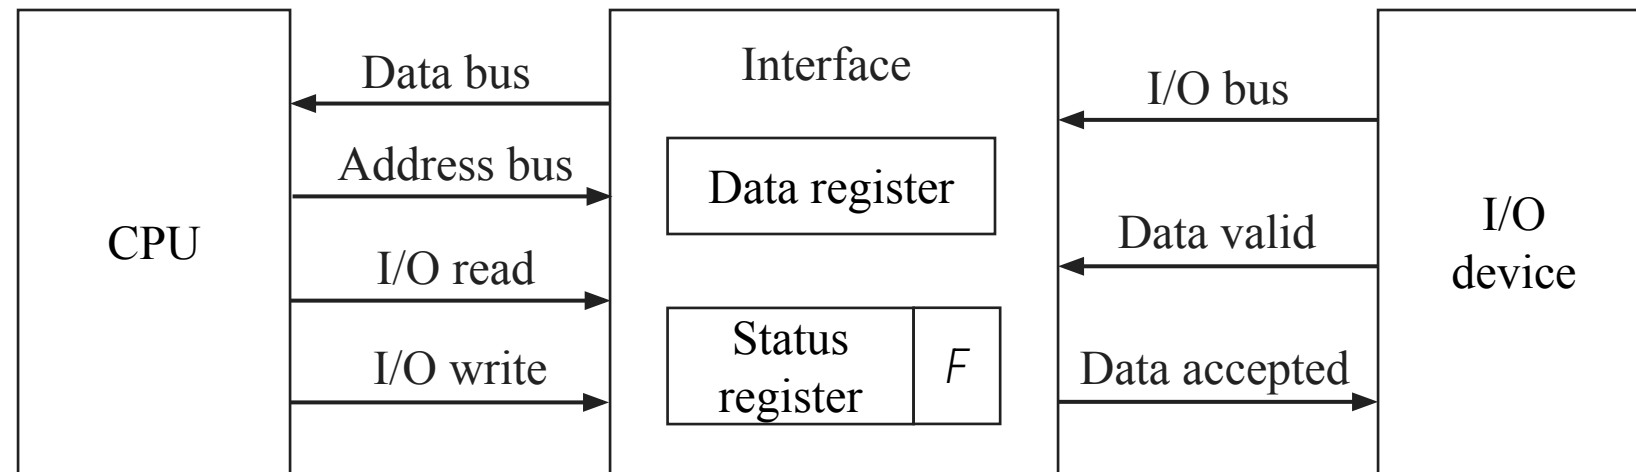 CPU
Data bus
Address bus
I/O read
I/O write
Interface
Data register
Status
register
F
I/O bus
Data valid
Data accepted
I/O
device